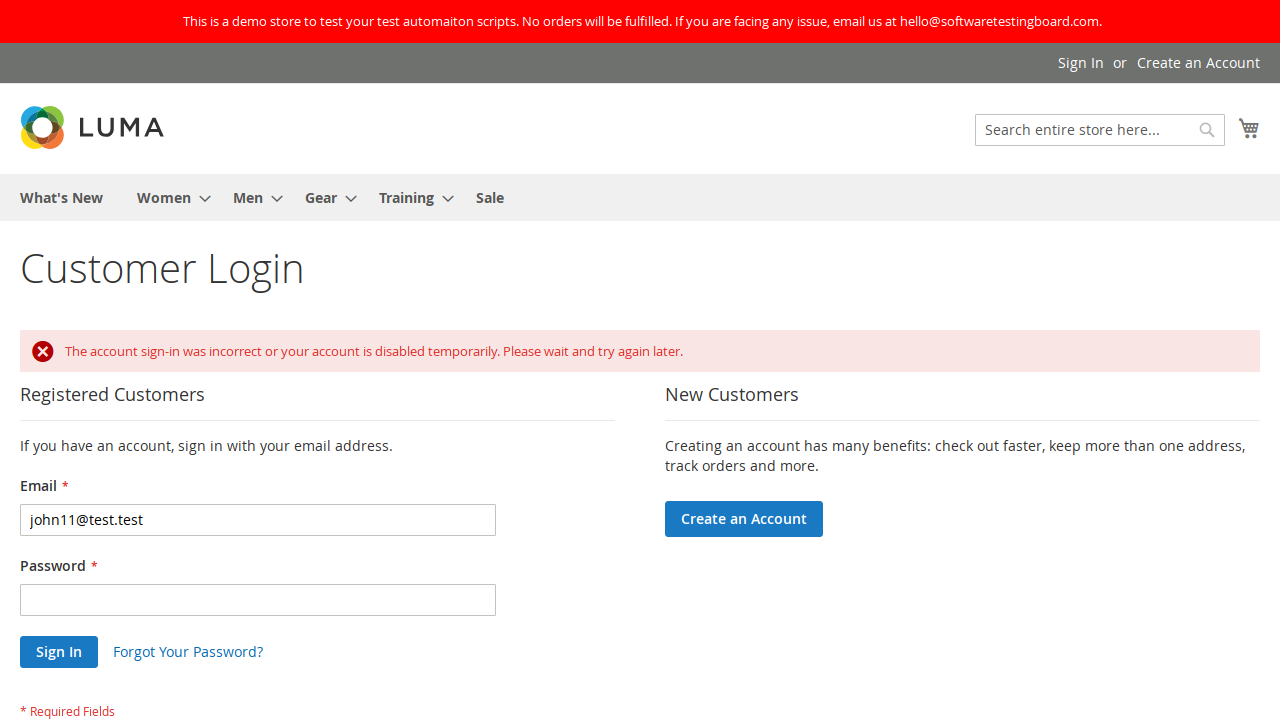 This is a demo store to test your test automaiton scripts. No orders will be fulfilled. If you are facing any issue, email us at hello@softwaretestingboard.com.
Sign In or Create an Account
LUMA
Search entire store here...
What's New Women Men Gear Training Sale
Customer Login
The account sign-in was incorrect or your account is disabled temporarily. Please wait and try again later.
Registered Customers
If you have an account, sign in with your email address.
Email *
john11@test.test
Password *
Sign In Forgot Your Password?
* Required Fields
New Customers
Creating an account has many benefits: check out faster, keep more than one address,
track orders and more.
Create an Account